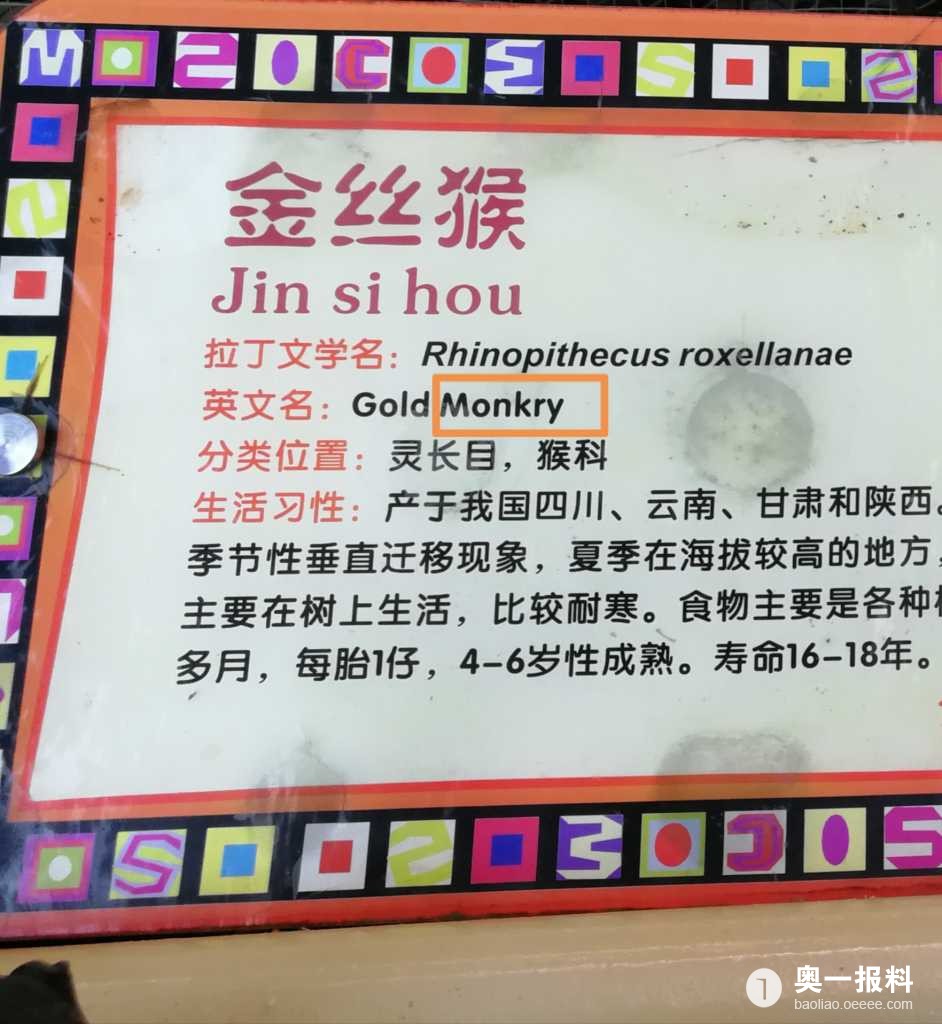 金丝猴
Jin si hou
拉丁文学名：Rhinopithecus roxellanae
英文名：Gold Monkry
分类位置：灵长目，猴科
生活习性：产于我国四川、云南、甘肃和陕西。
季节性垂直迁移现象，夏季在海拔较高的地方，
主要在树上生活，比较耐寒。食物主要是各种
多月，每胎1仔，4-6岁性成熟。寿命16-18年。
奥一报料
baoliao.oeeee.com